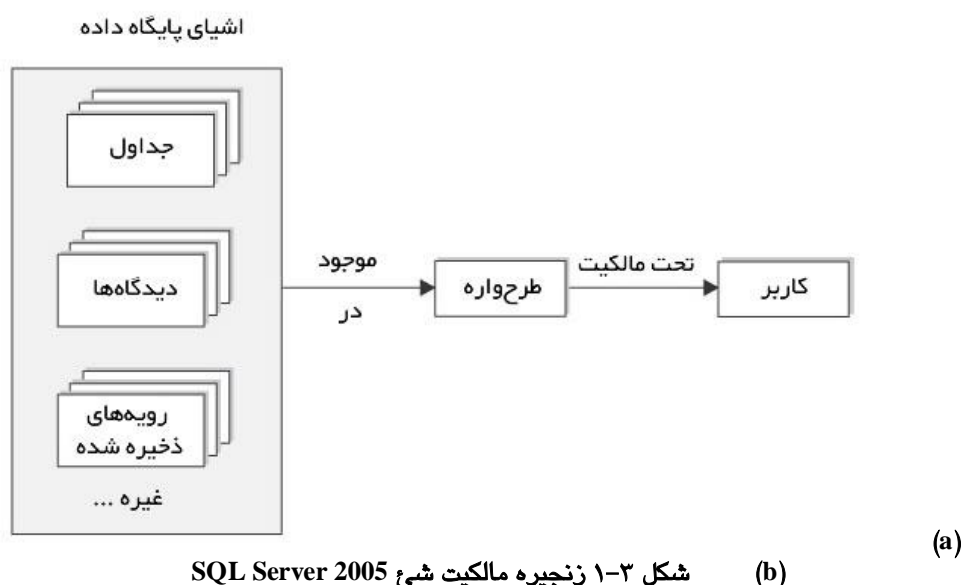 اشیای پایگاه داده
جداول
دیدگاه‌ها
رویه‌های
ذخیره شده
غیره ...
موجود
در
طرح‌واره
تحت مالکیت
کاربر
(a)
(b) شکل ۳-۱ زنجیره مالکیت شئ SQL Server 2005